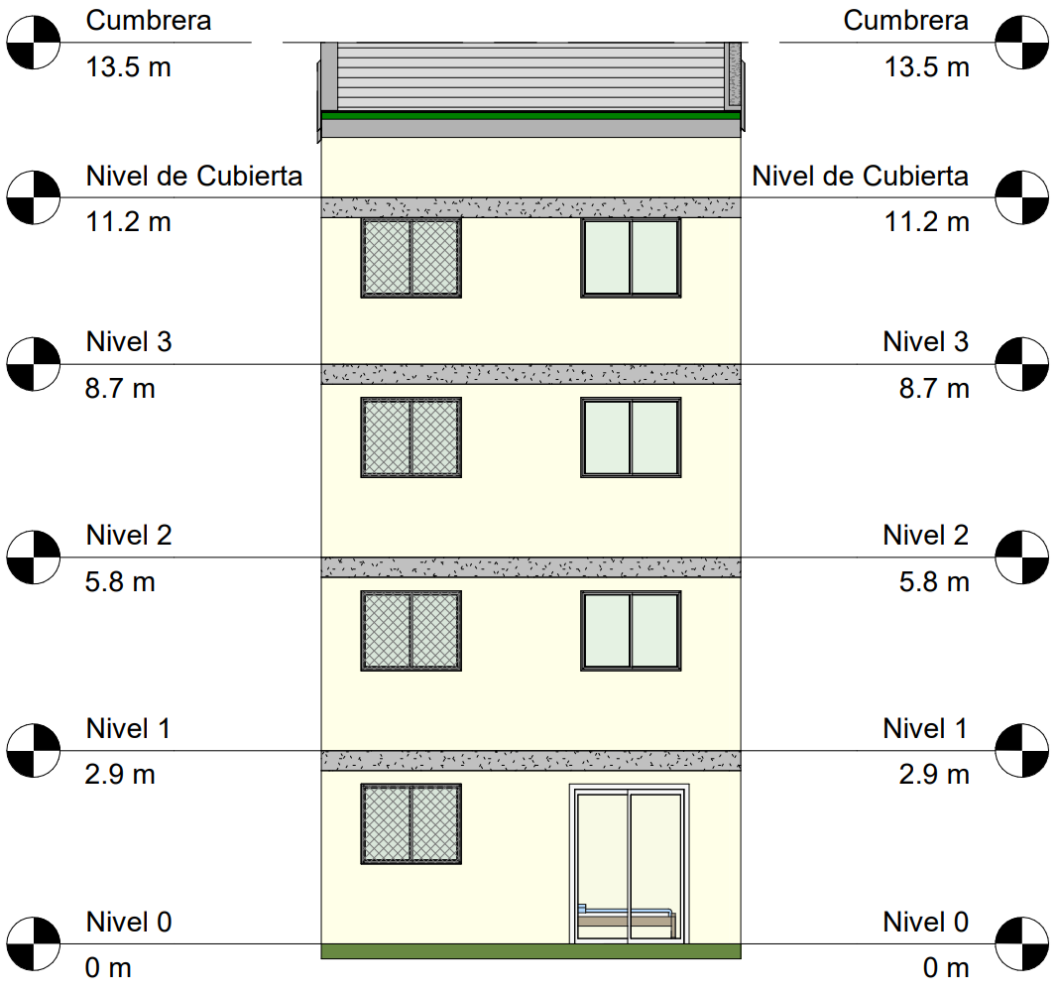 Cumbrera Cumbrera
13.5 m 13.5 m
Nivel de Cubierta Nivel de Cubierta
11.2 m 11.2 m
Nivel 3 Nivel 3
8.7 m 8.7 m
Nivel 2 Nivel 2
5.8 m 5.8 m
Nivel 1 Nivel 1
2.9 m 2.9 m
Nivel 0 Nivel 0
0 m 0 m